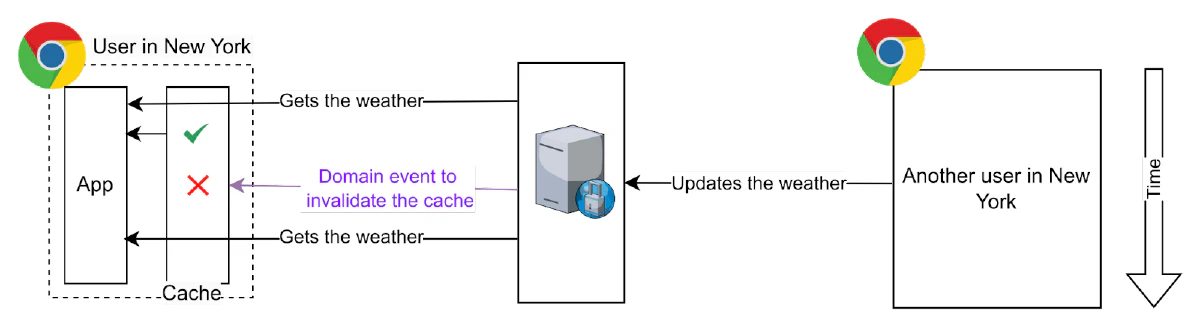 User in New York
Gets the weather
App
Domain event to
invalidate the cache
Updates the weather
Another user in New
York
Time
Gets the weather
Cache